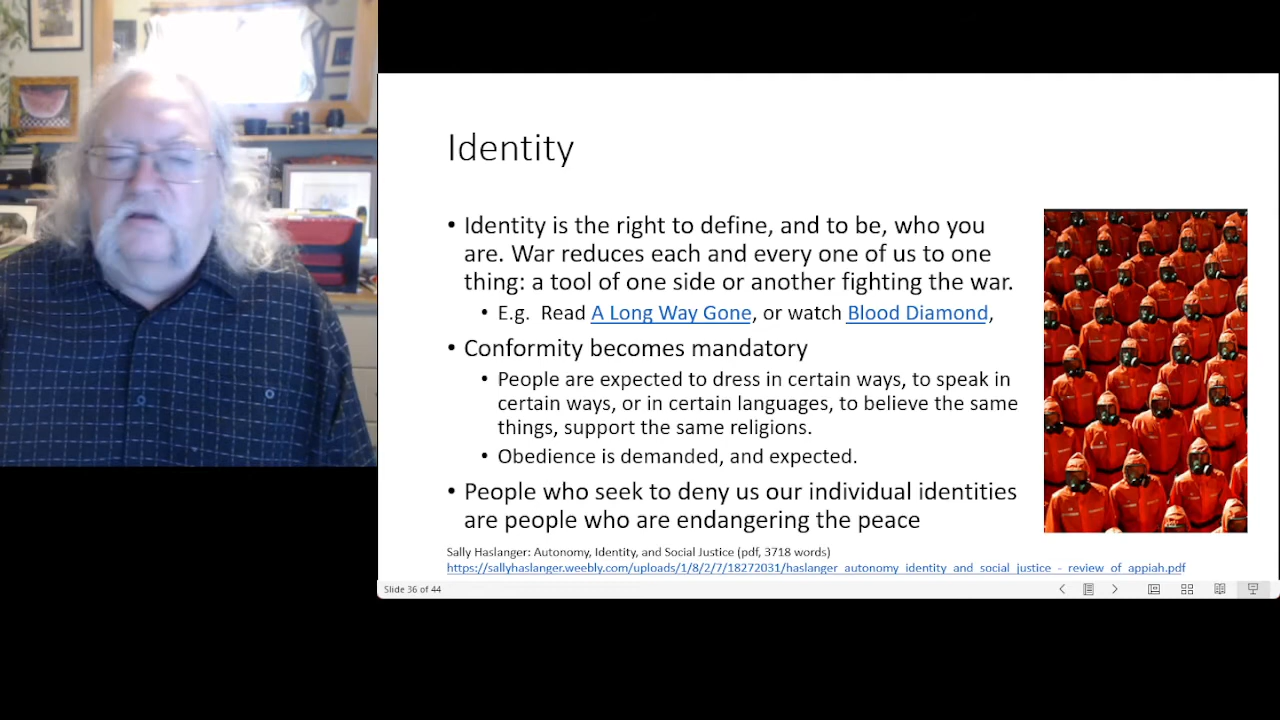 Identity
• Identity is the right to define, and to be, who you
are. War reduces each and every one of us to one
thing: a tool of one side or another fighting the war.
• E.g. Read A Long Way Gone, or watch Blood Diamond,
• Conformity becomes mandatory
• People are expected to dress in certain ways, to speak in
certain ways, or in certain languages, to believe the same
things, support the same religions.
• Obedience is demanded, and expected.
• People who seek to deny us our individual identities
are people who are endangering the peace
Sally Haslanger: Autonomy, Identity, and Social Justice (pdf, 3718 words)
https://sallyhaslanger.weebly.com/uploads/1/8/2/7/18272031/haslanger_autonomy_identity_and_social_justice_-_review_of_appiah.pdf
Slide 36 of 44